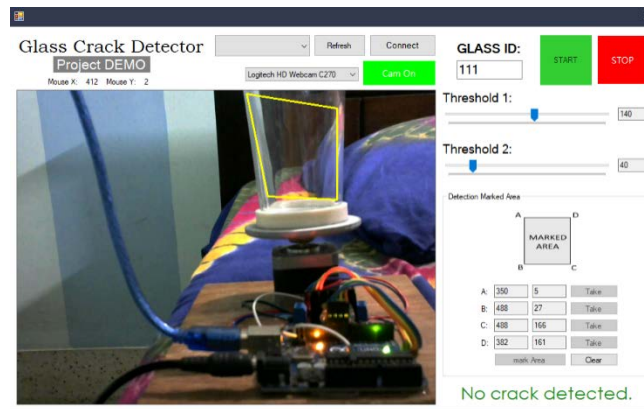 Glass Crack Detector
Project DEMO
Mouse X: 412 Mouse Y: 2
Refresh
Connect
Logitech HD Webcam C270
Cam On
GLASS ID:
111
START
STOP
Threshold 1:
140
Threshold 2:
40
Detection Marked Area
A
D
MARKED
AREA
B
C
A: 350 5 Take
B: 488 27 Take
C: 488 166 Take
D: 382 161 Take
mark Area
Clear
No crack detected.